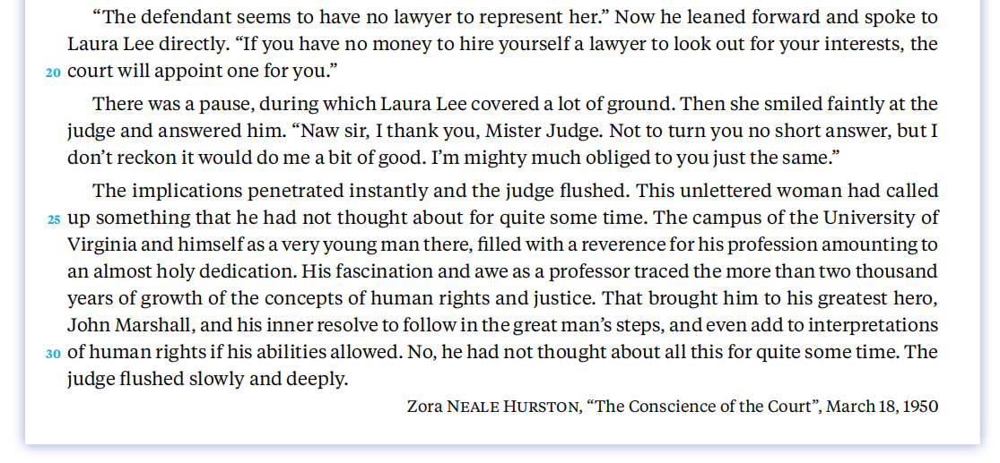 “The defendant seems to have no lawyer to represent her.” Now he leaned forward and spoke to
Laura Lee directly. “If you have no money to hire yourself a lawyer to look out for your interests, the
20 court will appoint one for you.”
There was a pause, during which Laura Lee covered a lot of ground. Then she smiled faintly at the
judge and answered him. “Naw sir, I thank you, Mister Judge. Not to turn you no short answer, but I
don’t reckon it would do me a bit of good. I’m mighty much obliged to you just the same.”
The implications penetrated instantly and the judge flushed. This unlettered woman had called
25 up something that he had not thought about for quite some time. The campus of the University of
Virginia and himself as a very young man there, filled with a reverence for his profession amounting to
an almost holy dedication. His fascination and awe as a professor traced the more than two thousand
years of growth of the concepts of human rights and justice. That brought him to his greatest hero,
John Marshall, and his inner resolve to follow in the great man’s steps, and even add to interpretations
30 of human rights if his abilities allowed. No, he had not thought about all this for quite some time. The
judge flushed slowly and deeply.
Zora NEALE HURSTON, “The Conscience of the Court”, March 18, 1950